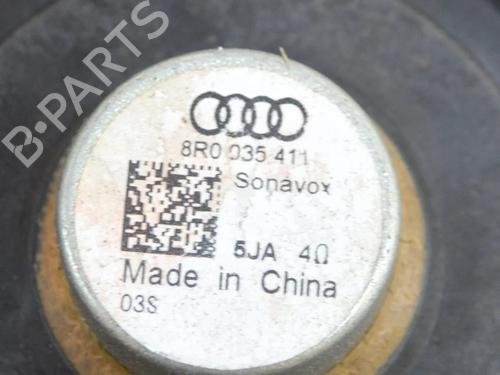 B-PARTS
8R0 035 411
Sonavox
5JA 4Ω
Made in China
03S